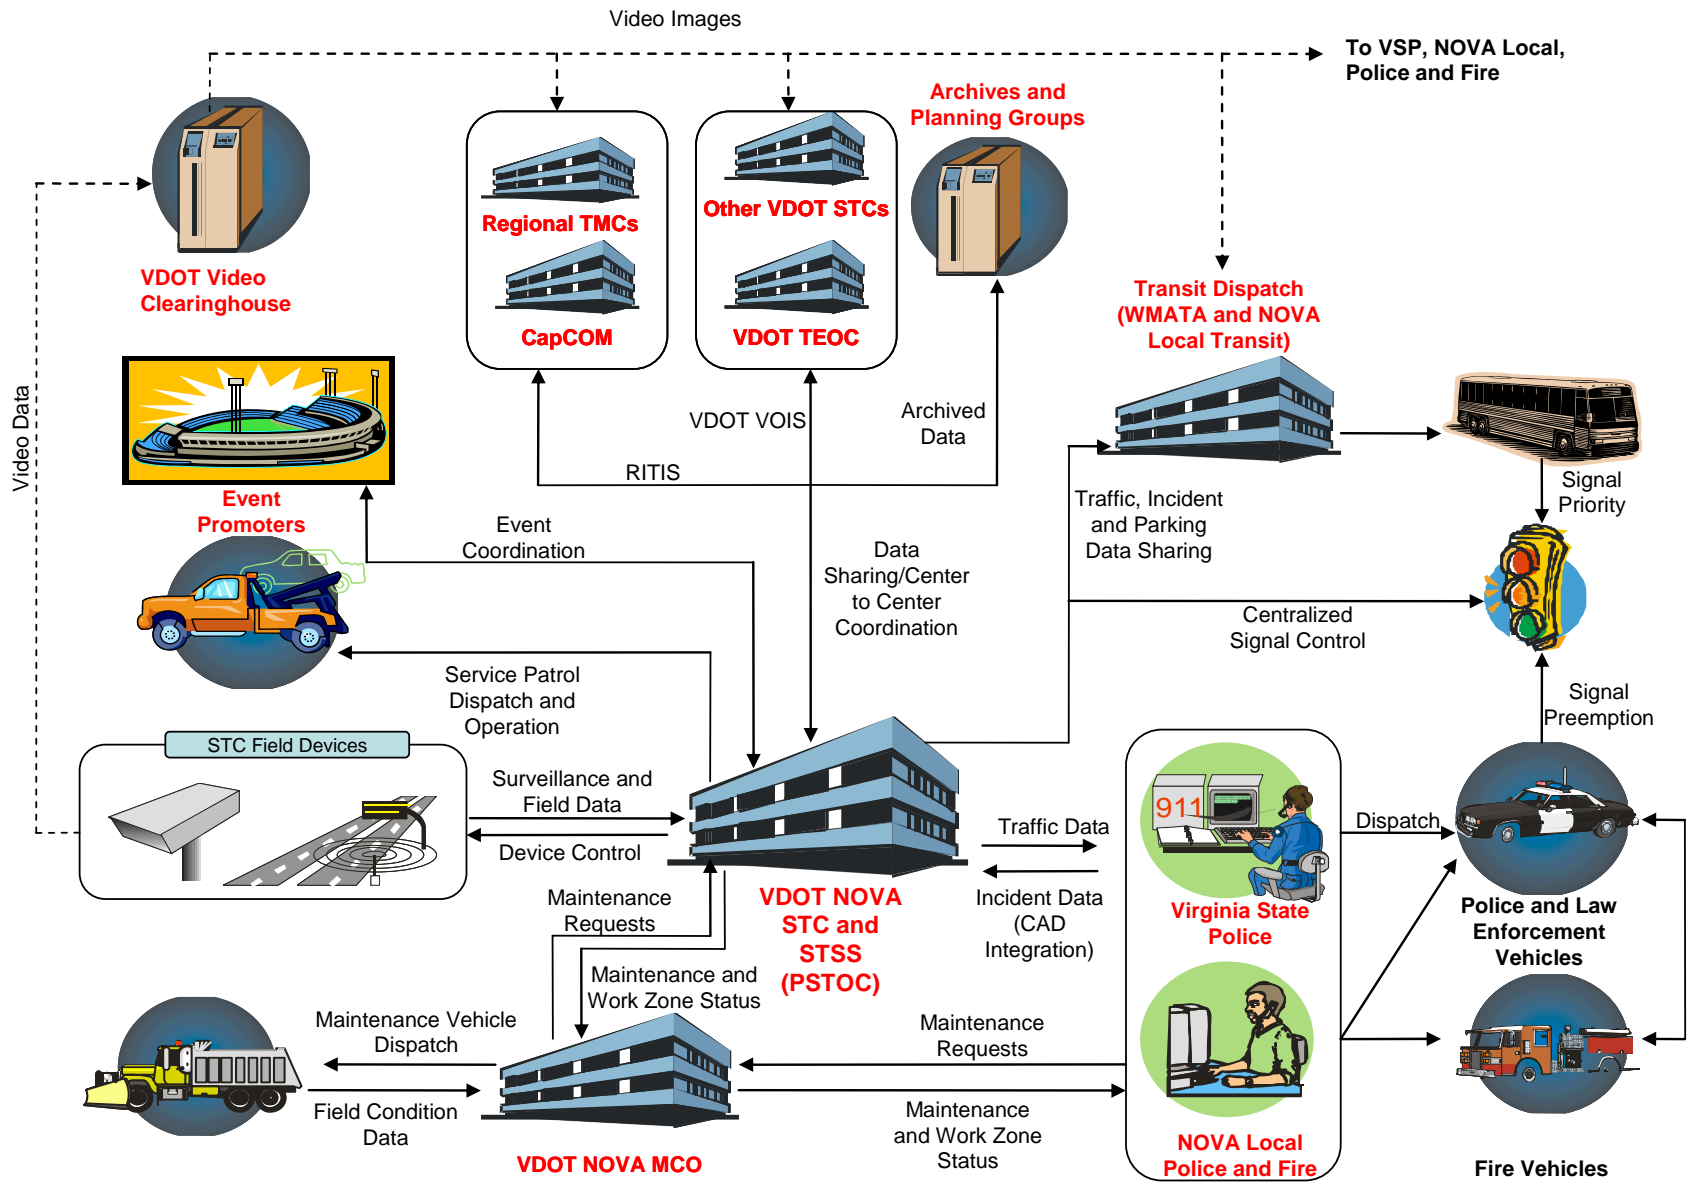 Video Images
To VSP, NOVA Local,
Police and Fire
Archives and
Planning Groups
Regional TMCs
CapCOM
Other VDOT STCs
VDOT TEOC
VDOT Video
Clearinghouse
Transit Dispatch
(WMATA and NOVA
Local Transit)
Video Data
VDOT VOIS
Archived
Data
RITIS
Event
Promoters
Event
Coordination
Traffic, Incident
and Parking
Data Sharing
Signal
Priority
Data
Sharing/Center
to Center
Coordination
Centralized
Signal Control
Service Patrol
Dispatch and
Operation
Signal
Preemption
STC Field Devices
Surveillance and
Field Data
Device Control
Traffic Data
911
Dispatch
Maintenance
Requests
VDOT NOVA
STC and
STSS
(PSTOC)
Incident Data
(CAD
Integration)
Virginia State
Police
Police and Law
Enforcement
Vehicles
Maintenance and
Work Zone Status
Maintenance Vehicle
Dispatch
Maintenance
Requests
Field Condition
Data
Maintenance
and Work Zone
Status
VDOT NOVA MCO
NOVA Local
Police and Fire
Fire Vehicles